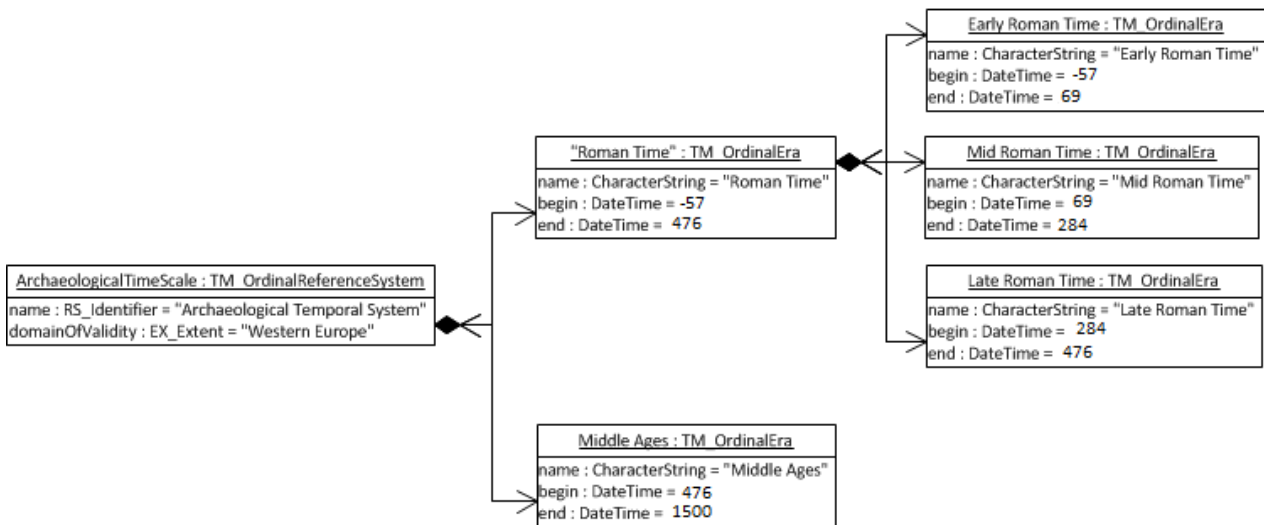 Early Roman Time : TM_OrdinalEra
name : CharacterString = "Early Roman Time"
begin : DateTime = -57
end : DateTime = 69
"Roman Time" : TM_OrdinalEra
name : CharacterString = "Roman Time"
begin : DateTime = -57
end : DateTime = 476
Mid Roman Time : TM_OrdinalEra
name : CharacterString = "Mid Roman Time"
begin : DateTime = 69
end : DateTime = 284
ArchaeologicalTimeScale : TM_OrdinalReferenceSystem
name : RS_Identifier = "Archaeological Temporal System"
domainOfValidity : EX_Extent = "Western Europe"
Late Roman Time : TM_OrdinalEra
name : CharacterString = "Late Roman Time"
begin : DateTime = 284
end : DateTime = 476
Middle Ages : TM_OrdinalEra
name : CharacterString = "Middle Ages"
begin : DateTime = 476
end : DateTime = 1500